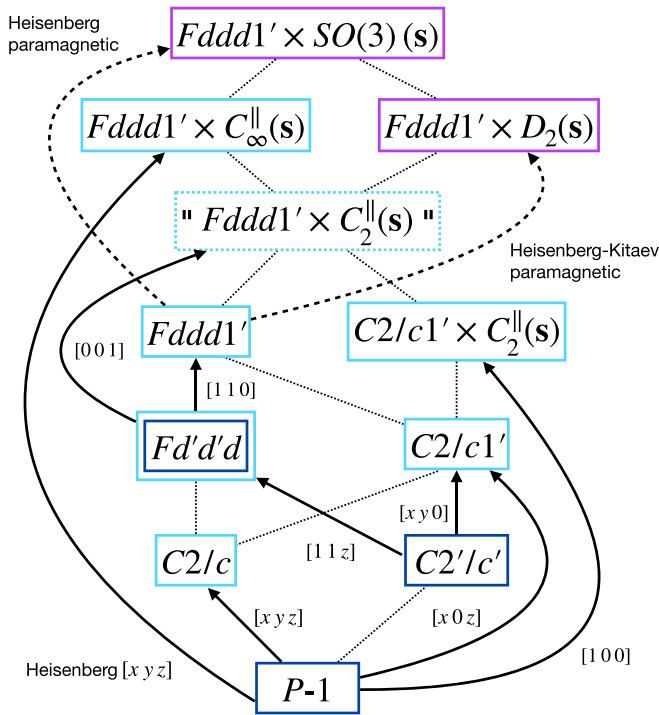 Heisenberg
paramagnetic
Fddd1′ × SO(3) (s)
Fddd1′ × C∞∥(s)
Fddd1′ × D₂(s)
" Fddd1′ × C₂∥(s) "
Heisenberg-Kitaev
paramagnetic
Fddd1′
C2/c1′ × C₂∥(s)
[0 0 1]
[1 1 0]
Fd′d′d
C2/c1′
[x y 0]
[1 1 z]
C2/c
C2′/c′
[x y z]
[x 0 z]
[1 0 0]
Heisenberg [x y z]
P-1